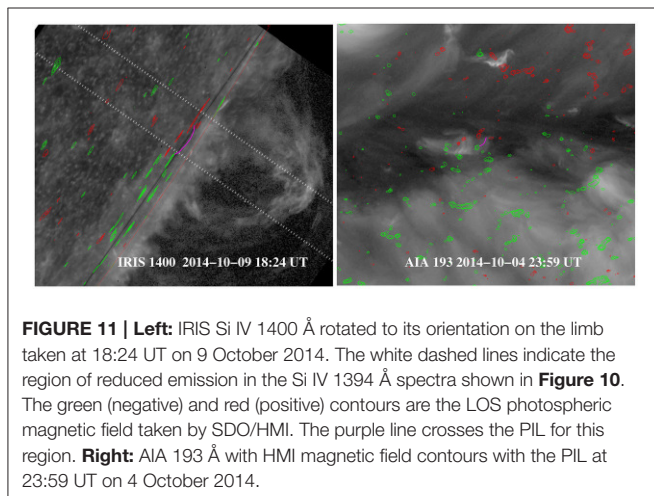 IRIS 1400 2014-10-09 18:24 UT
AIA 193 2014-10-04 23:59 UT
FIGURE 11 | Left: IRIS Si IV 1400 Å rotated to its orientation on the limb
taken at 18:24 UT on 9 October 2014. The white dashed lines indicate the
region of reduced emission in the Si IV 1394 Å spectra shown in Figure 10.
The green (negative) and red (positive) contours are the LOS photospheric
magnetic field taken by SDO/HMI. The purple line crosses the PIL for this
region. Right: AIA 193 Å with HMI magnetic field contours with the PIL at
23:59 UT on 4 October 2014.